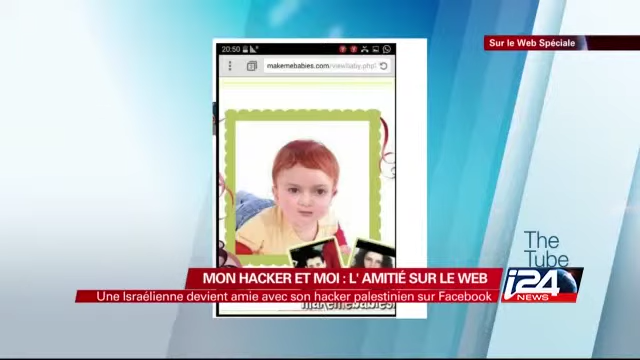 Sur le Web Spéciale
20:50
makemebabies.com/viewbaby.php?
MON HACKER ET MOI : L' AMITIÉ SUR LE WEB
Une Israélienne devient amie avec son hacker palestinien sur Facebook
The
Tube
i24
NEWS
makemebabies